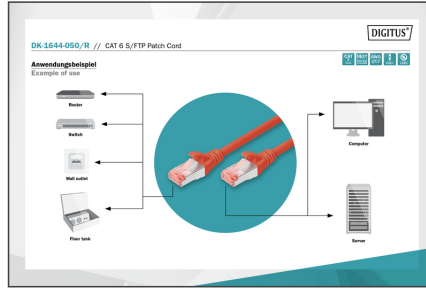 DIGITUS®
DK-1644-050/R // CAT 6 S/FTP Patch Cord
Anwendungsbeispiel
Example of use
Router
Switch
Wall outlet
Floor tank
Computer
Server